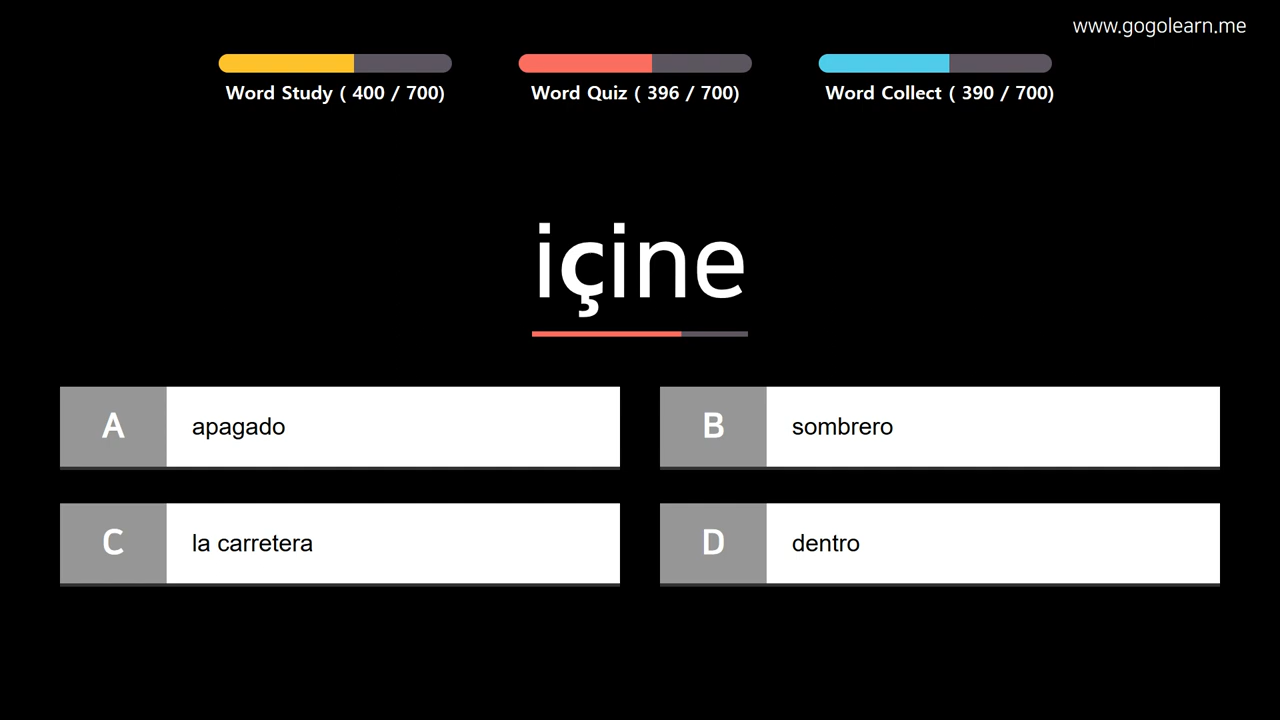 www.gogolearn.me
Word Study ( 400 / 700)
Word Quiz ( 396 / 700)
Word Collect ( 390 / 700)
içine
A apagado
B sombrero
C la carretera
D dentro